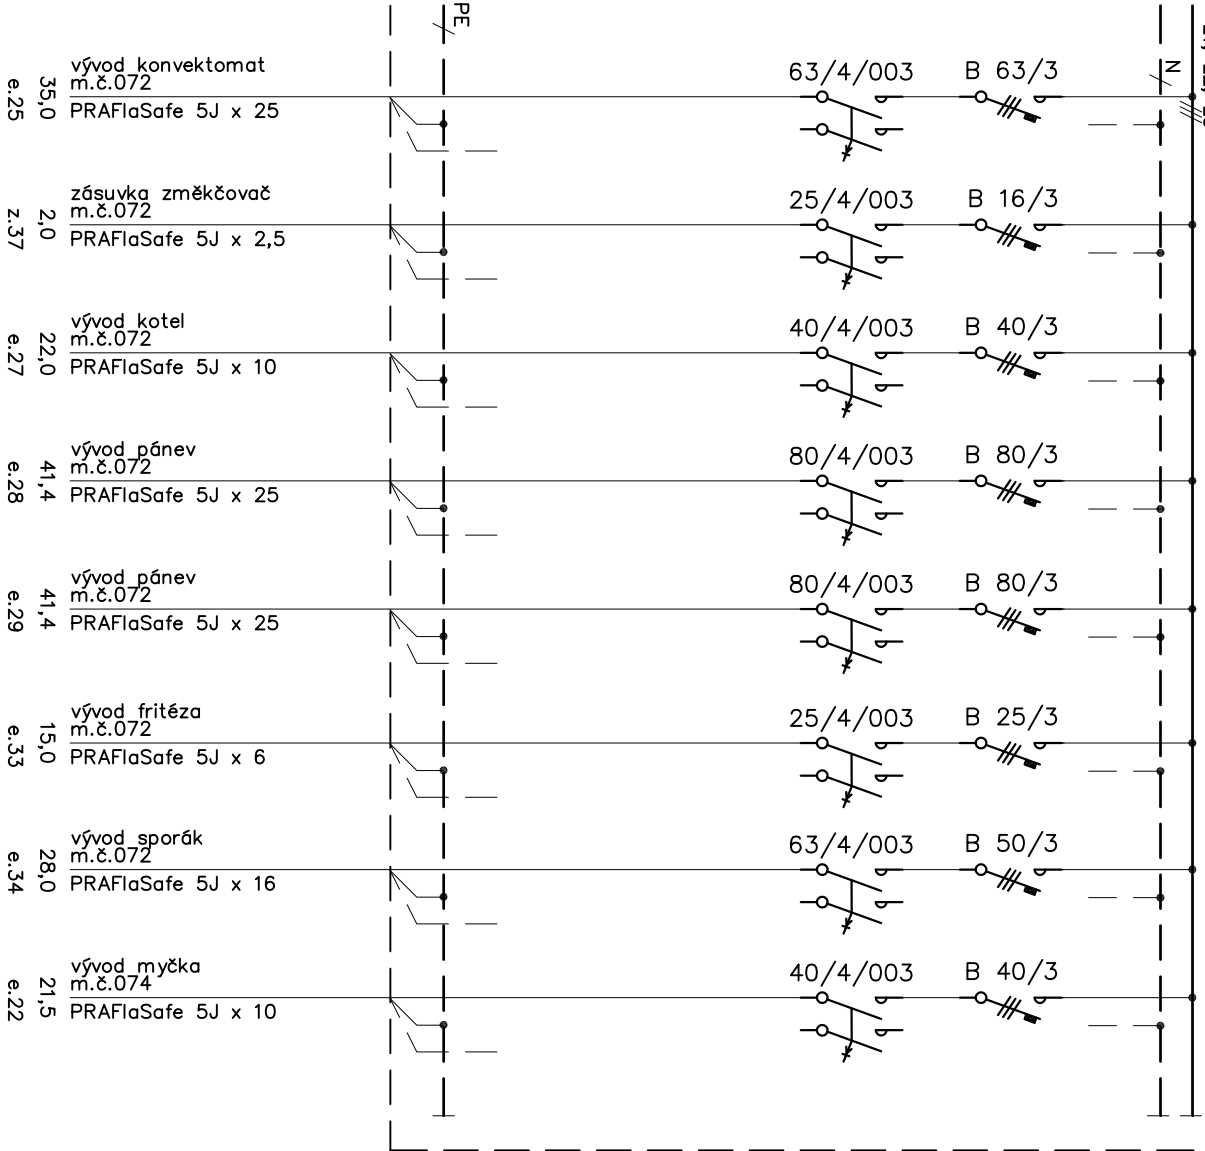 PE
N
vývod konvektomat
m.č.072
PRAFlaSafe 5J x 25
35,0
e.25
63/4/003
B 63/3
zásuvka změkčovač
m.č.072
PRAFlaSafe 5J x 2,5
2,0
z.37
25/4/003
B 16/3
vývod kotel
m.č.072
PRAFlaSafe 5J x 10
22,0
e.27
40/4/003
B 40/3
vývod pánev
m.č.072
PRAFlaSafe 5J x 25
41,4
e.28
80/4/003
B 80/3
vývod pánev
m.č.072
PRAFlaSafe 5J x 25
41,4
e.29
80/4/003
B 80/3
vývod fritéza
m.č.072
PRAFlaSafe 5J x 6
15,0
e.33
25/4/003
B 25/3
vývod sporák
m.č.072
PRAFlaSafe 5J x 16
28,0
e.34
63/4/003
B 50/3
vývod myčka
m.č.074
PRAFlaSafe 5J x 10
21,5
e.22
40/4/003
B 40/3